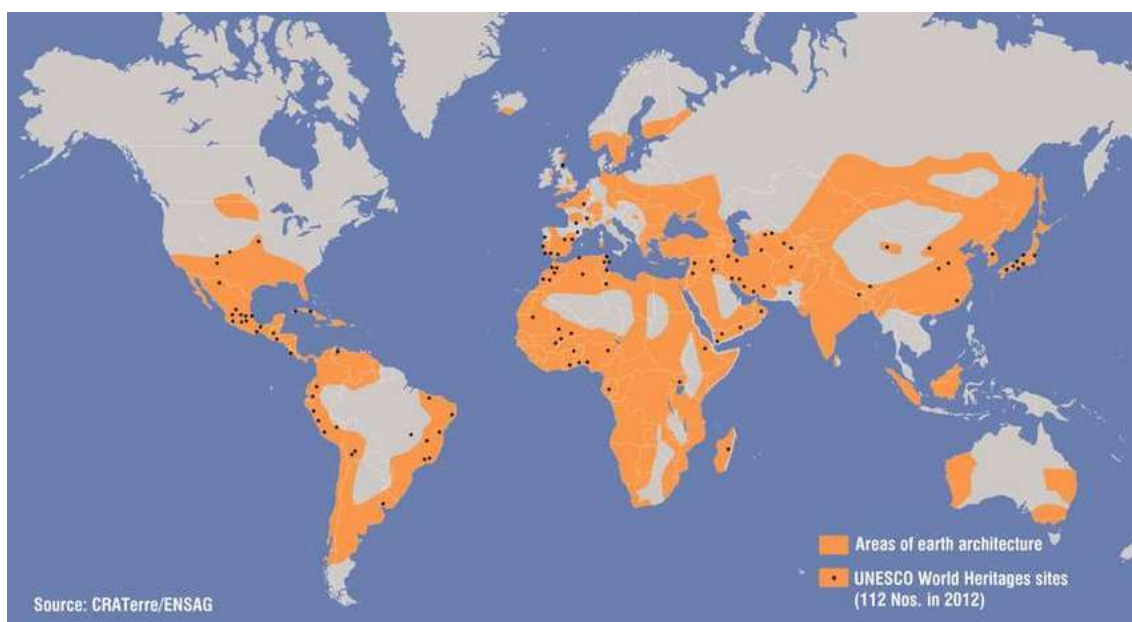 Areas of earth architecture
UNESCO World Heritages sites
(112 Nos. in 2012)
Source: CRATerre/ENSAG